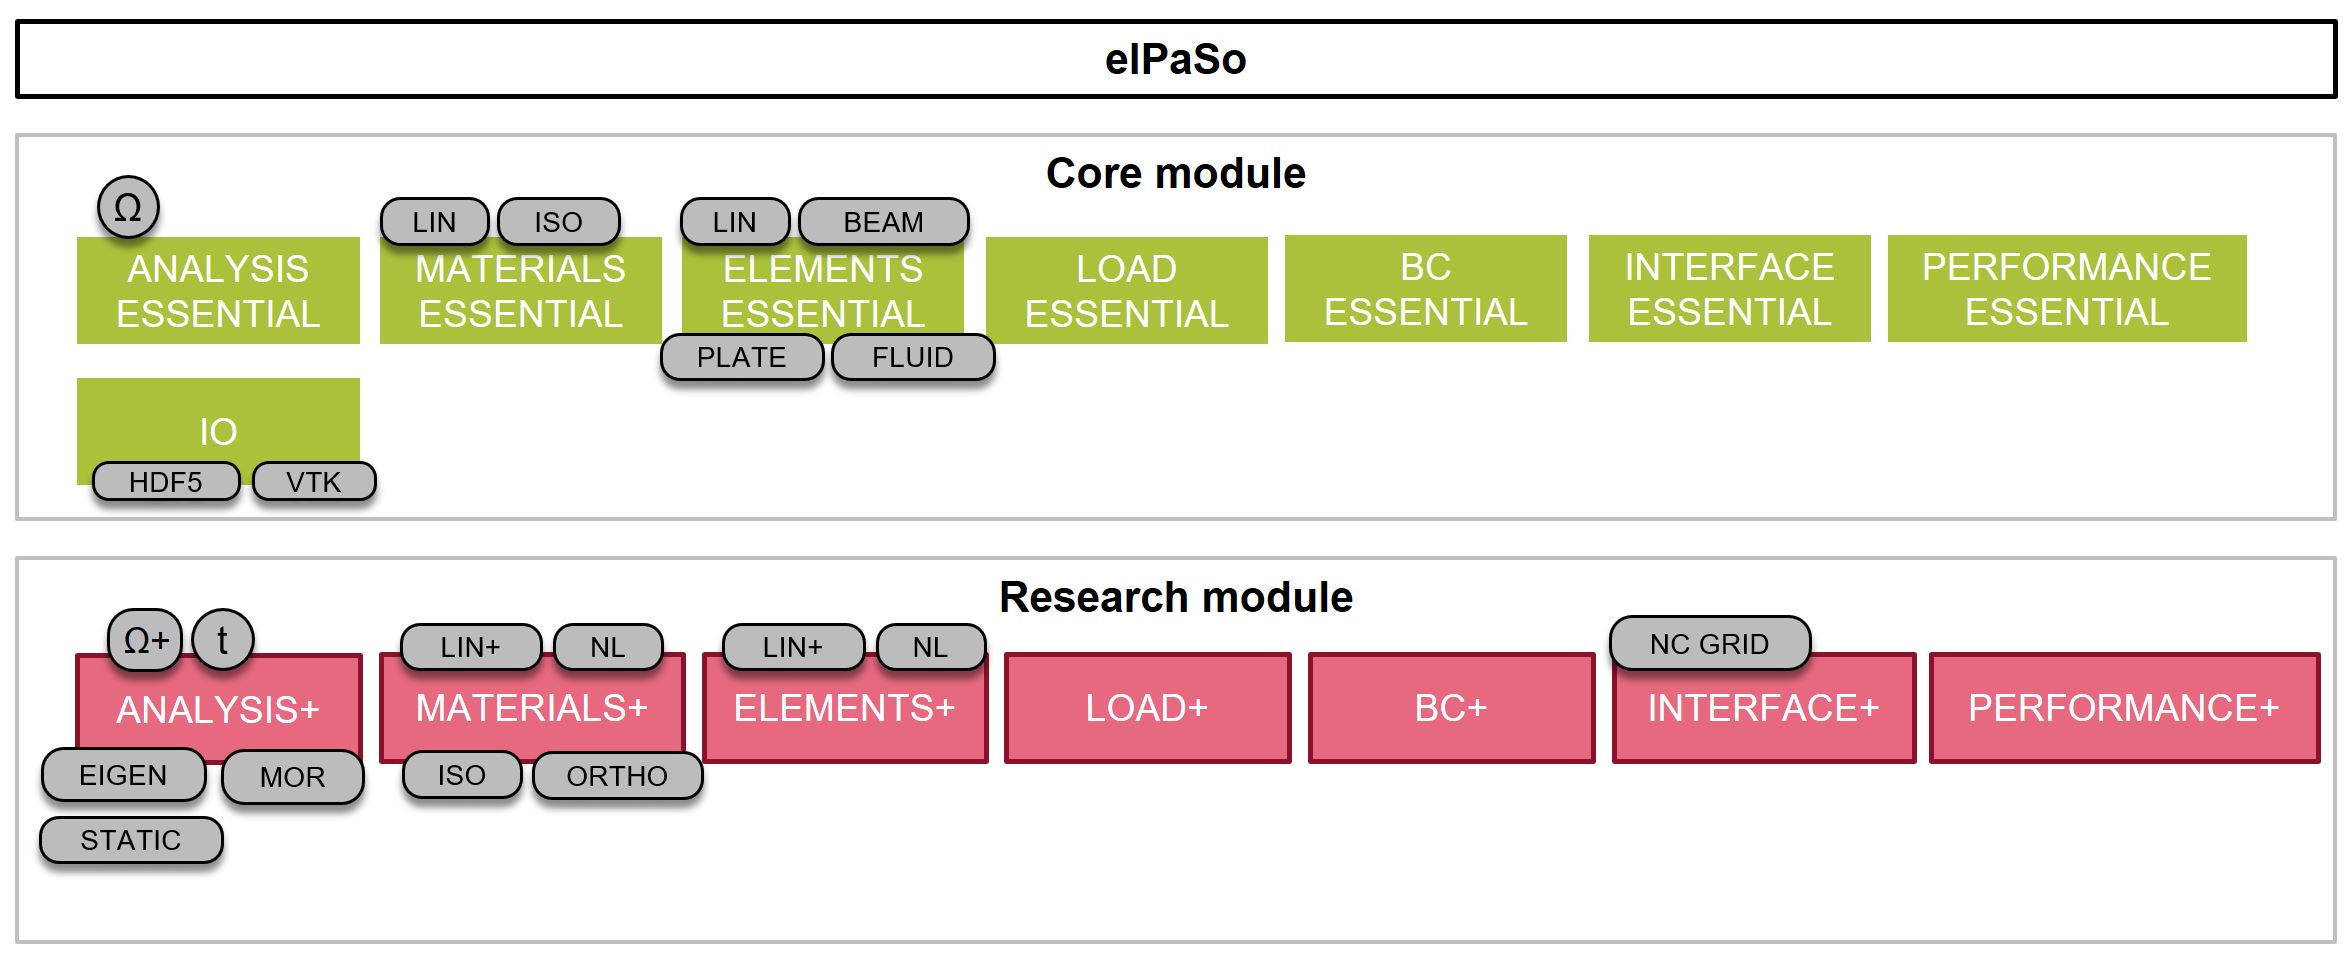 elPaSo
Core module
Ω
LIN
ISO
LIN
BEAM
ANALYSIS
ESSENTIAL
MATERIALS
ESSENTIAL
ELEMENTS
ESSENTIAL
PLATE
FLUID
LOAD
ESSENTIAL
BC
ESSENTIAL
INTERFACE
ESSENTIAL
PERFORMANCE
ESSENTIAL
IO
HDF5
VTK
Research module
Ω+
t
ANALYSIS+
EIGEN
MOR
STATIC
LIN+
NL
MATERIALS+
ISO
ORTHO
LIN+
NL
ELEMENTS+
LOAD+
BC+
NC GRID
INTERFACE+
PERFORMANCE+